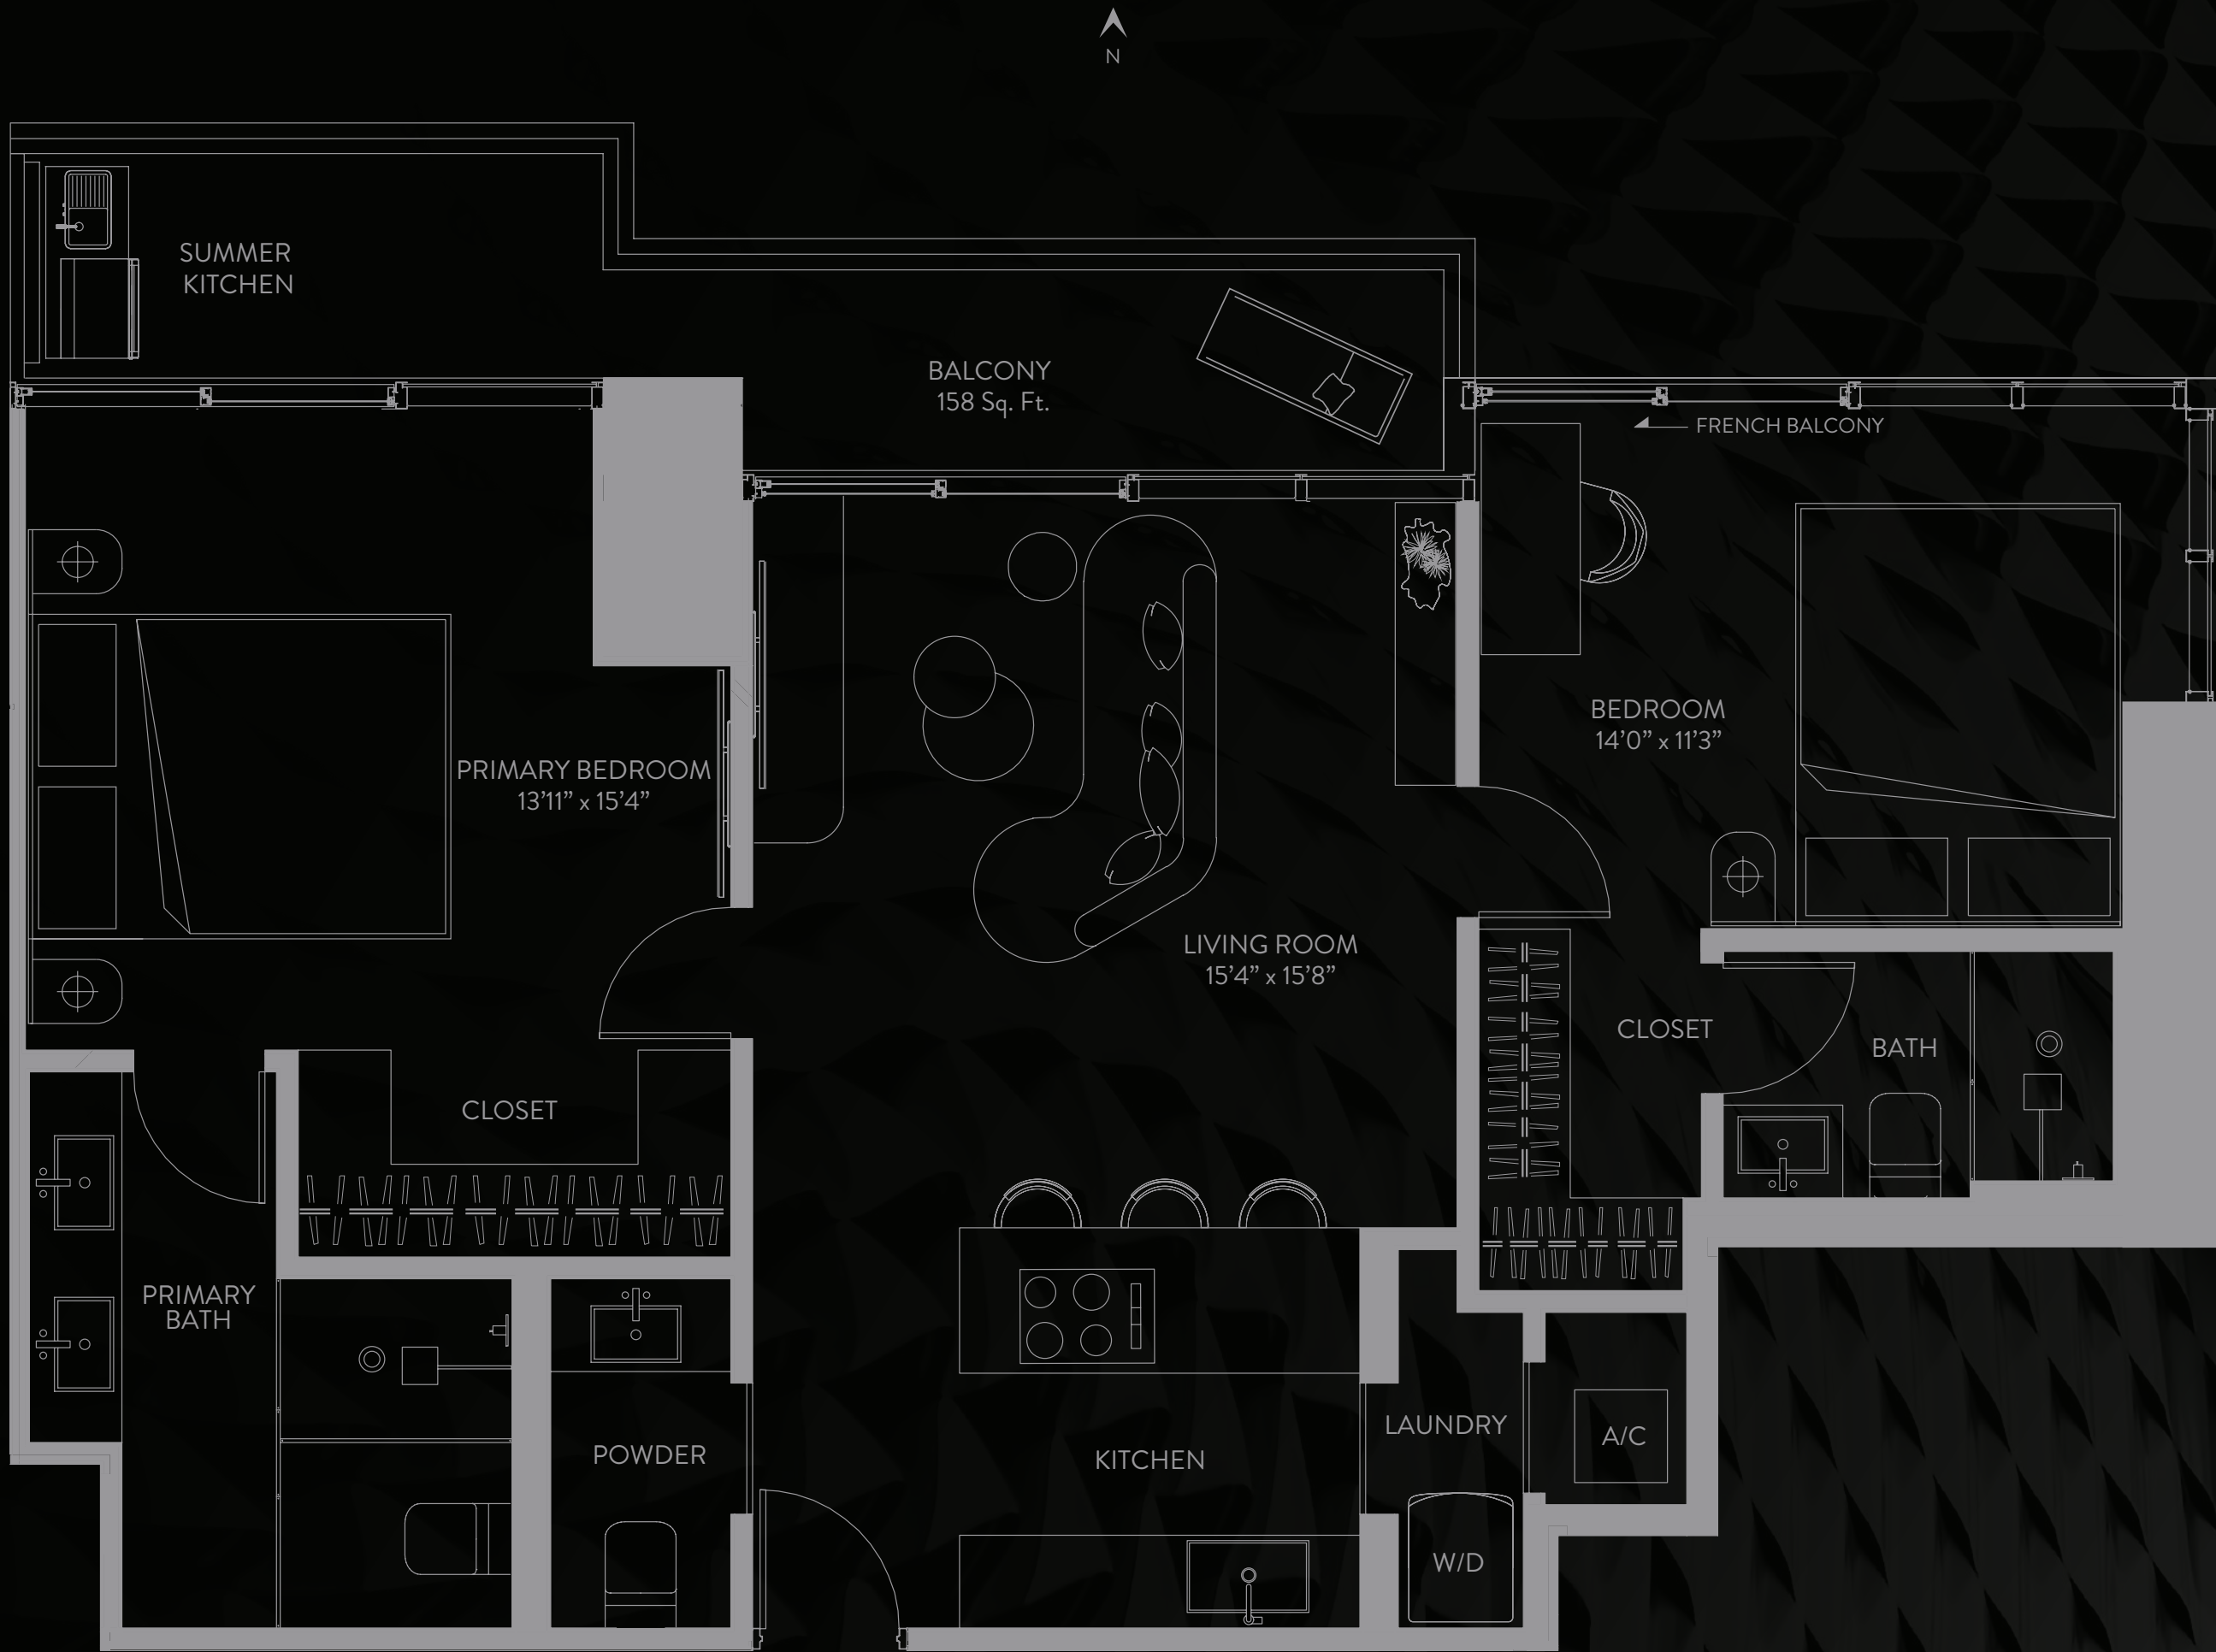 N
SUMMER
KITCHEN
BALCONY
158 Sq. Ft.
FRENCH BALCONY
BEDROOM
14’0” x 11’3”
PRIMARY BEDROOM
13’11” x 15’4”
LIVING ROOM
15’4” x 15’8”
CLOSET
BATH
CLOSET
PRIMARY
BATH
POWDER
KITCHEN
LAUNDRY
A/C
W/D